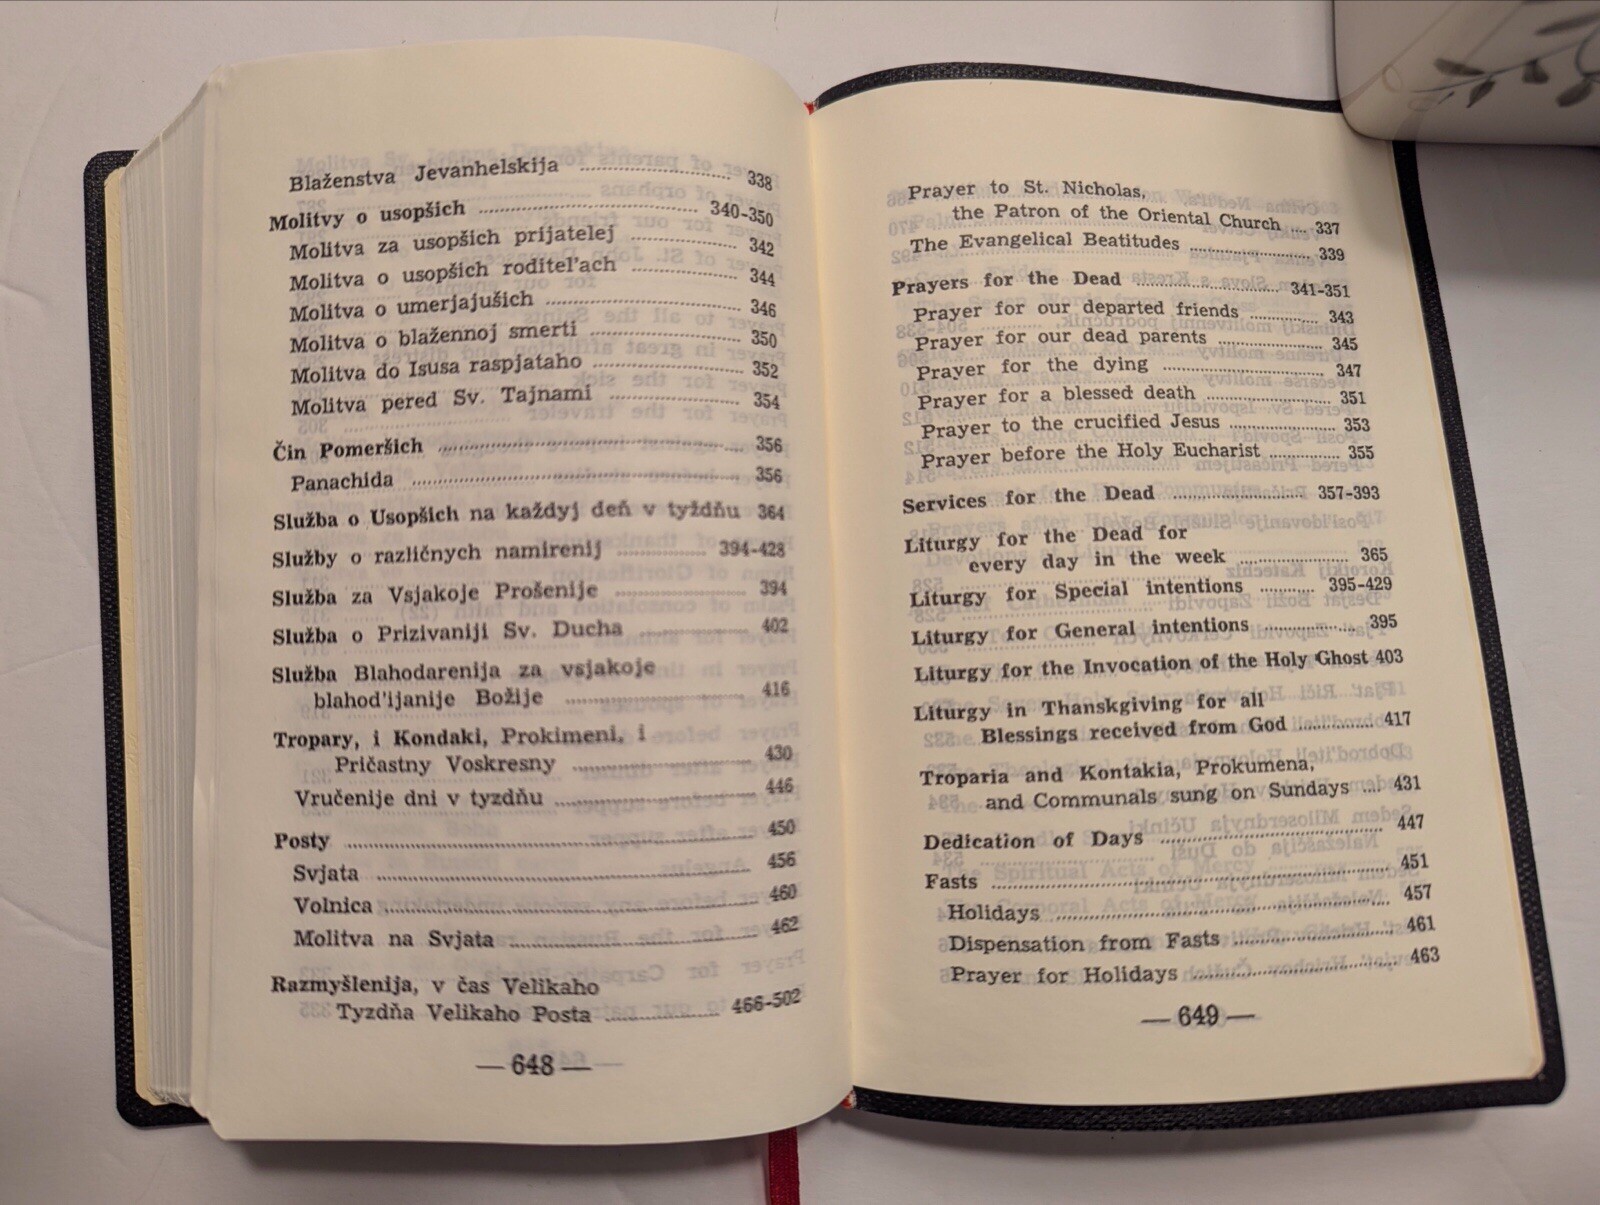 Blaženstva Jevanhelskija ........................ 338
Molitvy o usopšich ........................ 340-350
Molitva za usopšich prijatelej ................ 342
Molitva o usopšich roditel'ach ................ 344
Molitva o umerjajušich ........................ 346
Molitva o blažennoj smerti ................ 350
Molitva do Isusa raspjataho ................ 352
Molitva pered Sv. Tajnami ................ 354
Čin Pomeršich ........................ 356
Panachida ........................ 356
Služba o Usopšich na každyj deň v tyždňu 364
Služby o različnych namirenij ............ 394-428
Služba za Vsjakoje Prošenije ................ 394
Služba o Prizivaniji Sv. Ducha ................ 402
Služba Blahodarenija za vsjakoje
blahod'ijanije Božije ................ 416
Tropary, i Kondaki, Prokimeni, i
Pričastny Voskresny ................ 430
Vručenije dni v tyzdňu ................ 446
Posty ........................ 450
Svjata ........................ 456
Volnica ........................ 460
Molitva na Svjata ........................ 462
Razmyšlenija, v čas Velikaho
Tyzdňa Velikaho Posta ............ 466-502
— 648 —
Prayer to St. Nicholas,
the Patron of the Oriental Church .... 337
The Evangelical Beatitudes ................ 339
Prayers for the Dead ................ 341-351
Prayer for our departed friends ............ 343
Prayer for our dead parents ................ 345
Prayer for the dying ........................ 347
Prayer for a blessed death ................ 351
Prayer to the crucified Jesus ................ 353
Prayer before the Holy Eucharist ............ 355
Services for the Dead ................ 357-393
Liturgy for the Dead for
every day in the week ................ 365
Liturgy for Special intentions ............ 395-429
Liturgy for General intentions ................ 395
Liturgy for the Invocation of the Holy Ghost 403
Liturgy in Thanskgiving for all
Blessings received from God ............ 417
Troparia and Kontakia, Prokumena,
and Communals sung on Sundays .... 431
Dedication of Days ........................ 447
Fasts ........................ 451
Holidays ........................ 457
Dispensation from Fasts ................ 461
Prayer for Holidays ................ 463
— 649 —